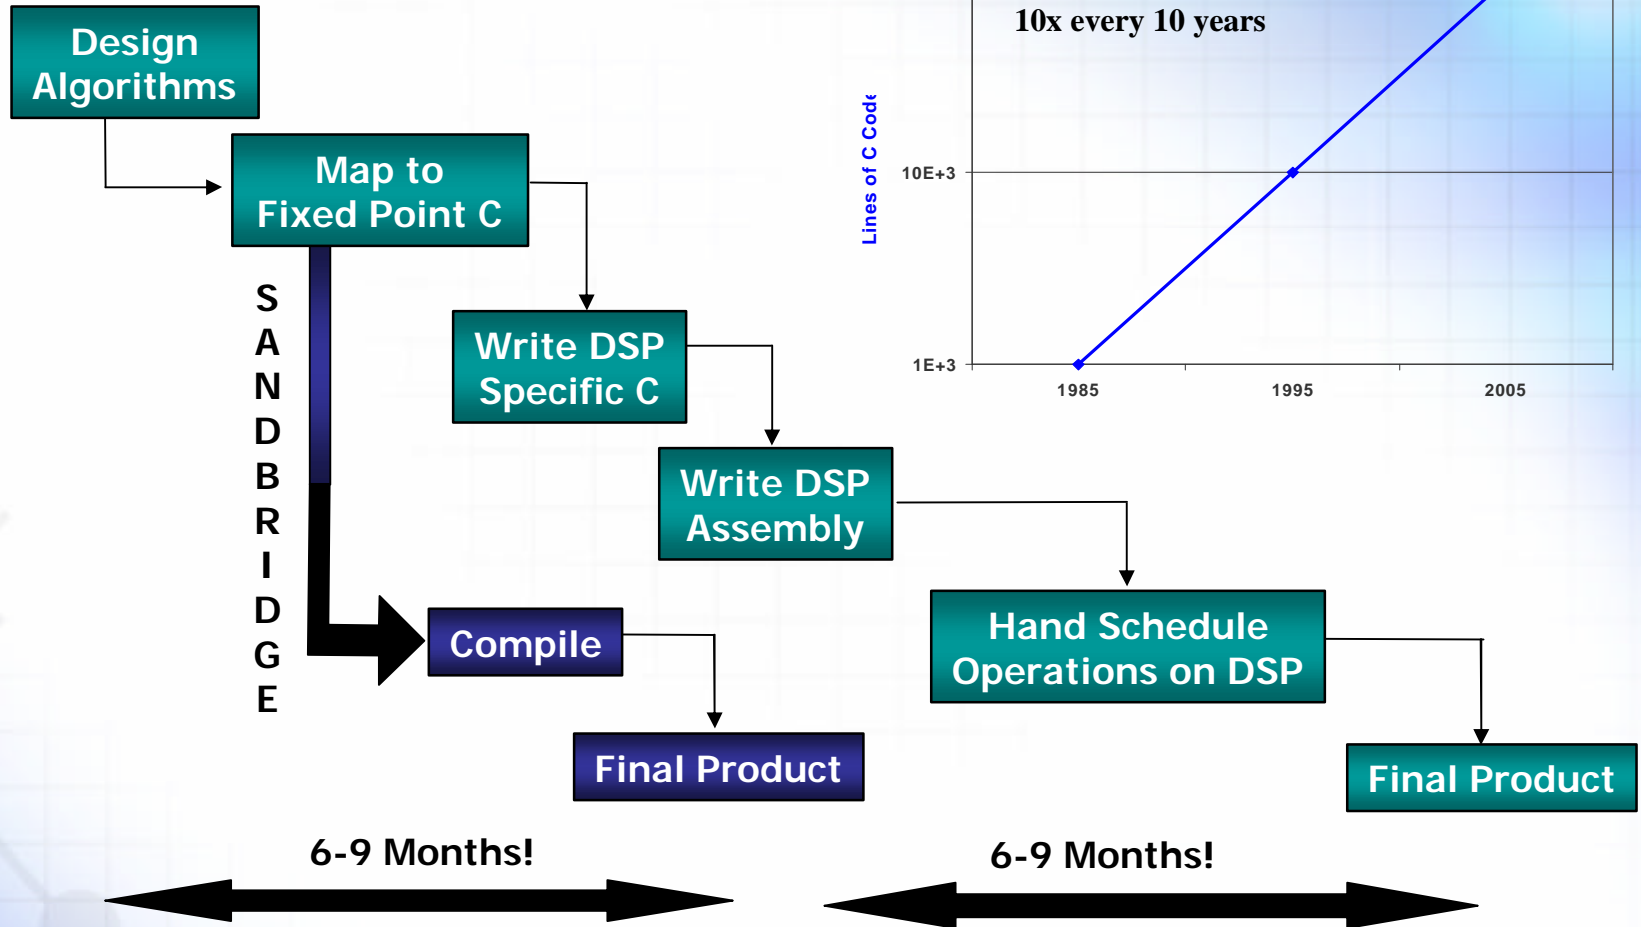 Design
Algorithms
Map to
Fixed Point C
Write DSP
Specific C
Write DSP
Assembly
Hand Schedule
Operations on DSP
Final Product
S
A
N
D
B
R
I
D
G
E
Compile
Final Product
6-9 Months!
6-9 Months!
10x every 10 years
Lines of C Code
10E+3
1E+3
1985
1995
2005